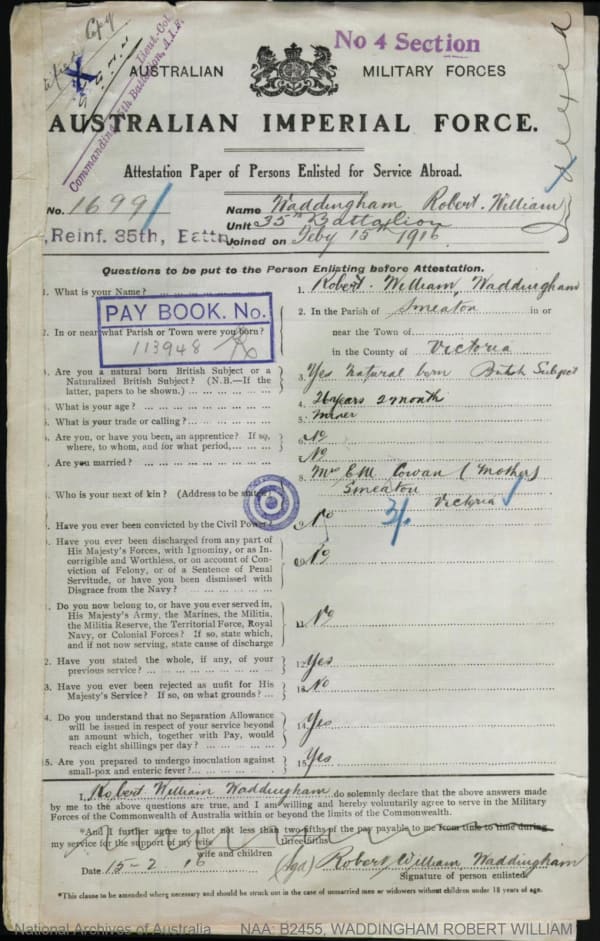 Copy
Lieut-Col
Commanding 35th Battalion, A.I.F.
No 4 Section
AUSTRALIAN MILITARY FORCES
AUSTRALIAN IMPERIAL FORCE.
Attestation Paper of Persons Enlisted for Service Abroad.
No. 1699 Name Waddingham Robert William
Unit 35th Battalion
Reinf. 35th, Battn Joined on Feby 15th 1916
Questions to be put to the Person Enlisting before Attestation.
1. What is your Name? ... 1. Robert William Waddingham
PAY BOOK. No.
113948
2. In or near what Parish or Town were you born? 2. In the Parish of Smeaton in or
near the Town of
in the County of Victoria
. Are you a natural born British Subject or a
Naturalized British Subject? (N.B.—If the
latter, papers to be shown.) ... 3. Yes natural born British Subject
. What is your age? ... 4. 26 years 2 month
. What is your trade or calling? ... 5. Miner
. Are you, or have you been, an apprentice? If so,
where, to whom, and for what period, ... 6. No
. Are you married? ... No
8. Mrs E.M. Cowan (Mother)
. Who is your next of kin? (Address to be stated) Smeaton
Victoria
3/.
. Have you ever been convicted by the Civil Power? 9. No
. Have you ever been discharged from any part of
His Majesty's Forces, with Ignominy, or as In-
corrigible and Worthless, or on account of Con-
viction of Felony, or of a Sentence of Penal
Servitude, or have you been dismissed with
Disgrace from the Navy? ... No
. Do you now belong to, or have you ever served in,
His Majesty's Army, the Marines, the Militia,
the Militia Reserve, the Territorial Force, Royal
Navy, or Colonial Forces? If so, state which,
and if not now serving, state cause of discharge 11. No
2. Have you stated the whole, if any, of your
previous service? ... 12. Yes
3. Have you ever been rejected as unfit for His
Majesty's Service? If so, on what grounds? ... 13. No
4. Do you understand that no Separation Allowance
will be issued in respect of your service beyond
an amount which, together with Pay, would
reach eight shillings per day? ... 14. Yes
5. Are you prepared to undergo inoculation against
small-pox and enteric fever? ... 15. Yes
I, Robert William Waddingham do solemnly declare that the above answers made
by me to the above questions are true, and I am willing and hereby voluntarily agree to serve in the Military
Forces of the Commonwealth of Australia within or beyond the limits of the Commonwealth.
*And I further agree to allot not less than two-fifths of the pay payable to me from time to time during
my service for the support of my wife three-fifths
wife and children
Date 15-2 16 (Sgd) Robert William Waddingham
Signature of person enlisted.
*This clause to be amended where necessary and should be struck out in the case of unmarried men or widowers without children under 18 years of age.
National Archives of Australia NAA: B2455, WADDINGHAM ROBERT WILLIAM